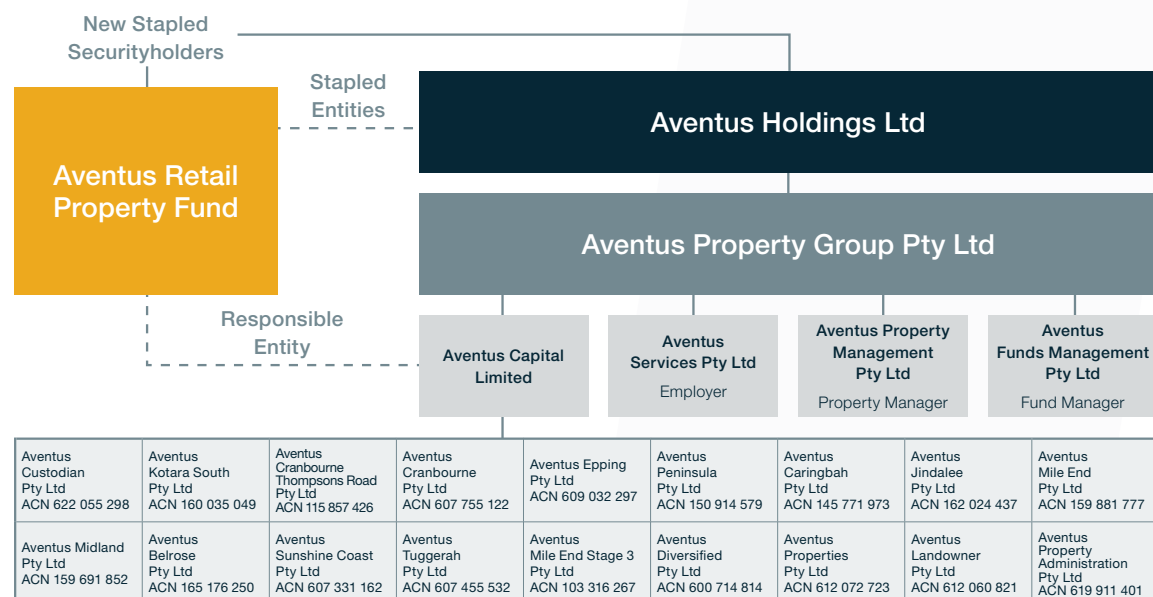 New Stapled
Securityholders
Stapled
Entities
Aventus Holdings Ltd
Aventus Retail
Property Fund
Aventus Property Group Pty Ltd
Responsible
Entity
Aventus Capital
Limited
Aventus
Services Pty Ltd
Employer
Aventus Property
Management
Pty Ltd
Property Manager
Aventus
Funds Management
Pty Ltd
Fund Manager
Aventus
Custodian
Pty Ltd
ACN 622 055 298
Aventus
Kotara South
Pty Ltd
ACN 160 035 049
Aventus
Cranbourne
Thompsons Road
Pty Ltd
ACN 115 857 426
Aventus
Cranbourne
Pty Ltd
ACN 607 755 122
Aventus Epping
Pty Ltd
ACN 609 032 297
Aventus
Peninsula
Pty Ltd
ACN 150 914 579
Aventus
Caringbah
Pty Ltd
ACN 145 771 973
Aventus
Jindalee
Pty Ltd
ACN 162 024 437
Aventus
Mile End
Pty Ltd
ACN 159 881 777
Aventus Midland
Pty Ltd
ACN 159 691 852
Aventus
Belrose
Pty Ltd
ACN 165 176 250
Aventus
Sunshine Coast
Pty Ltd
ACN 607 331 162
Aventus
Tuggerah
Pty Ltd
ACN 607 455 532
Aventus
Mile End Stage 3
Pty Ltd
ACN 103 316 267
Aventus
Diversified
Pty Ltd
ACN 600 714 814
Aventus
Properties
Pty Ltd
ACN 612 072 723
Aventus
Landowner
Pty Ltd
ACN 612 060 821
Aventus
Property
Administration
Pty Ltd
ACN 619 911 401